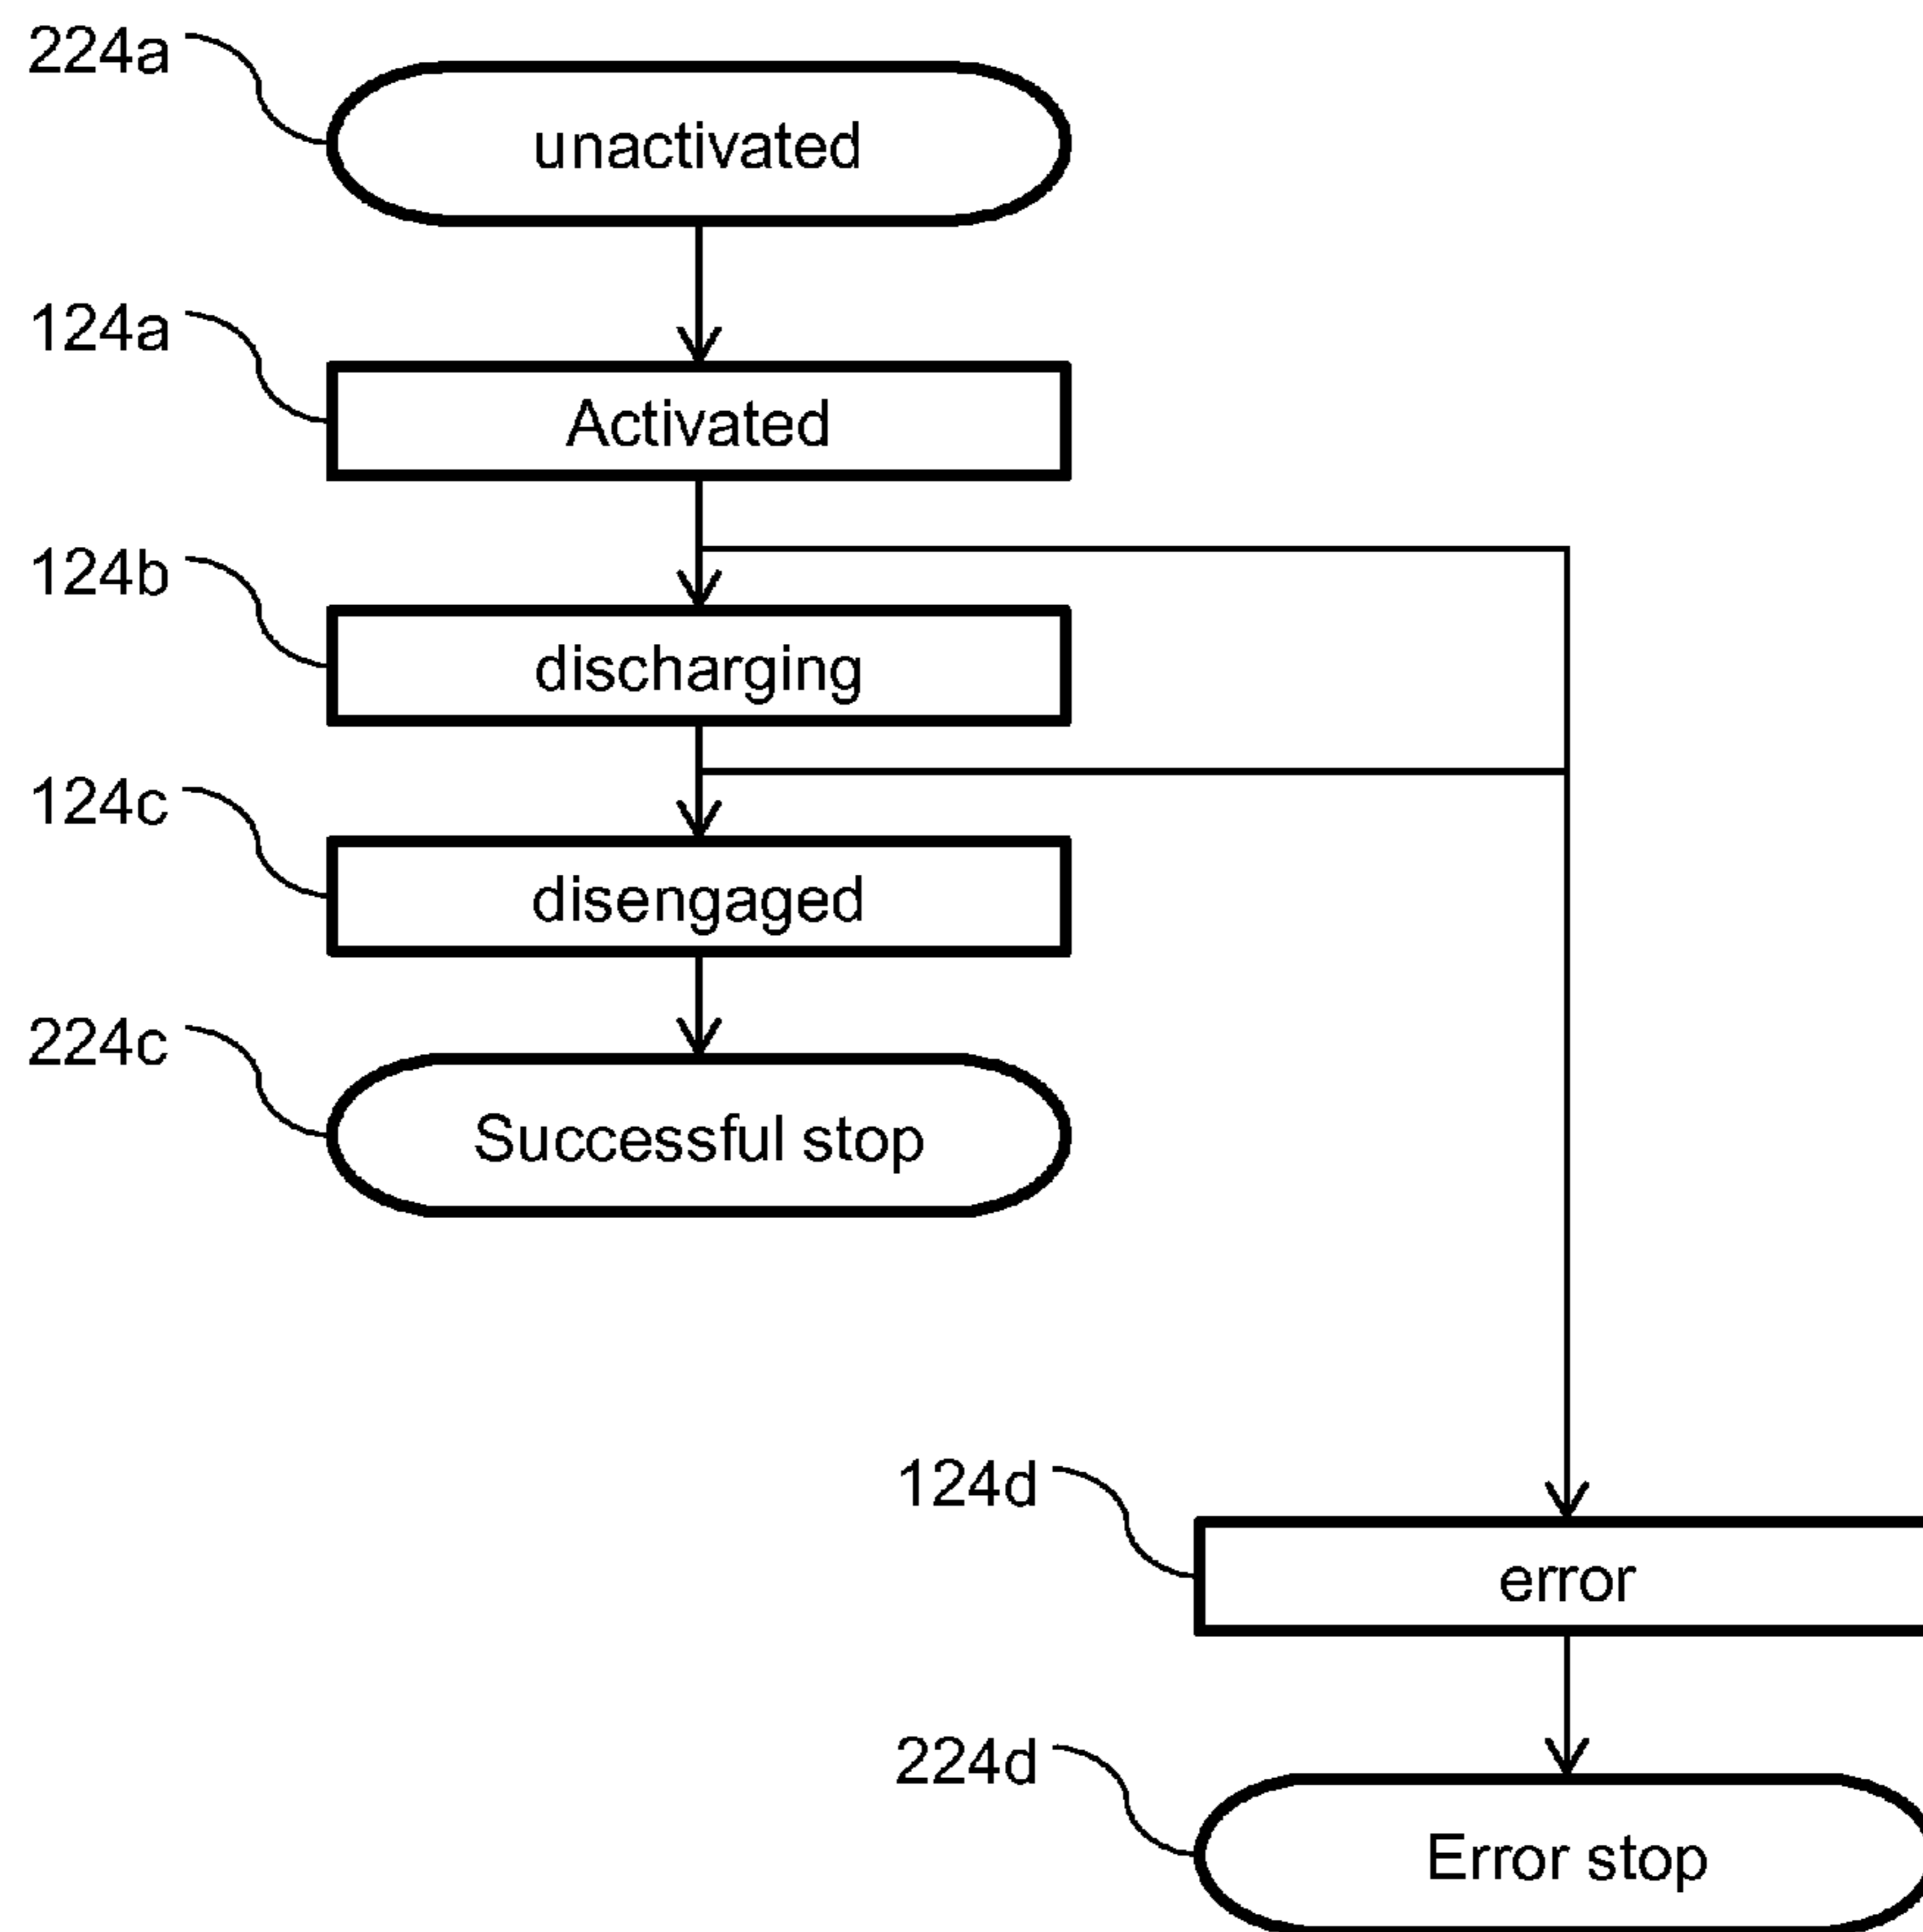 224a
unactivated
124a
Activated
124b
discharging
124c
disengaged
224c
Successful stop
124d
error
224d
Error stop